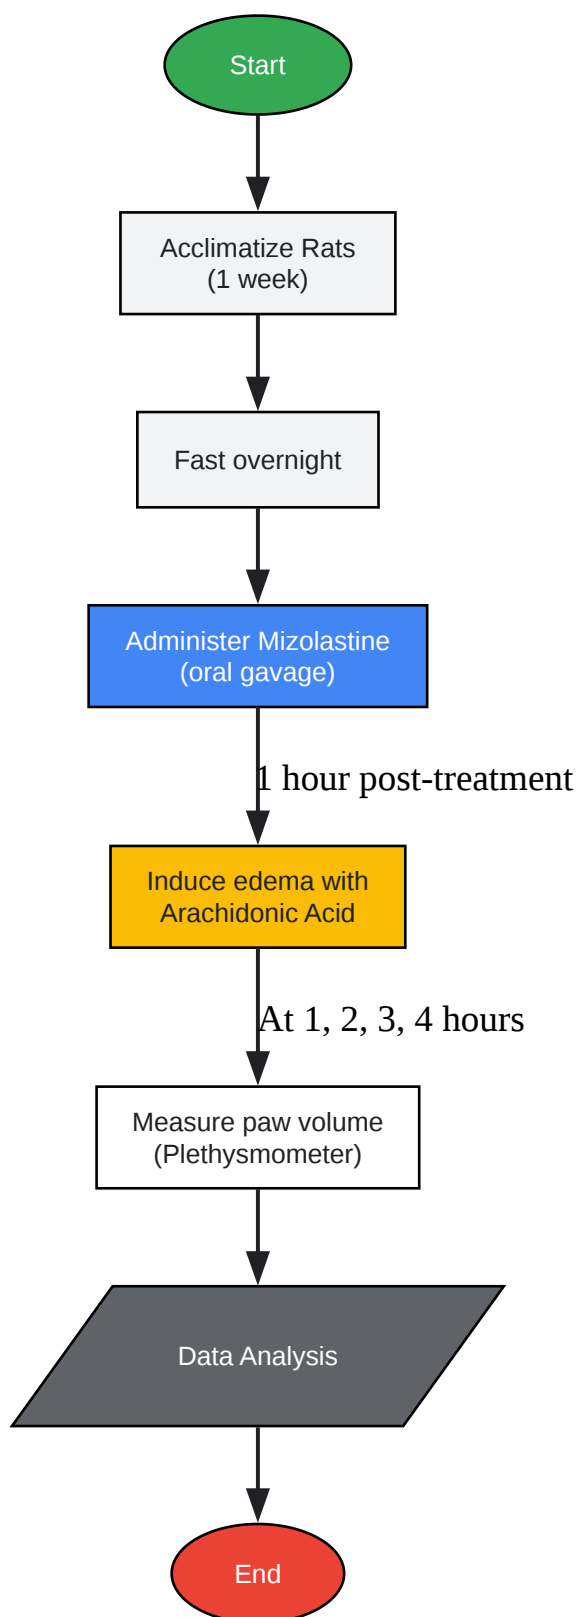 Start
Acclimatize Rats
(1 week)
Fast overnight
Administer Mizolastine
(oral gavage)
1 hour post-treatment
Induce edema with
Arachidonic Acid
At 1, 2, 3, 4 hours
Measure paw volume
(Plethysmometer)
Data Analysis
End